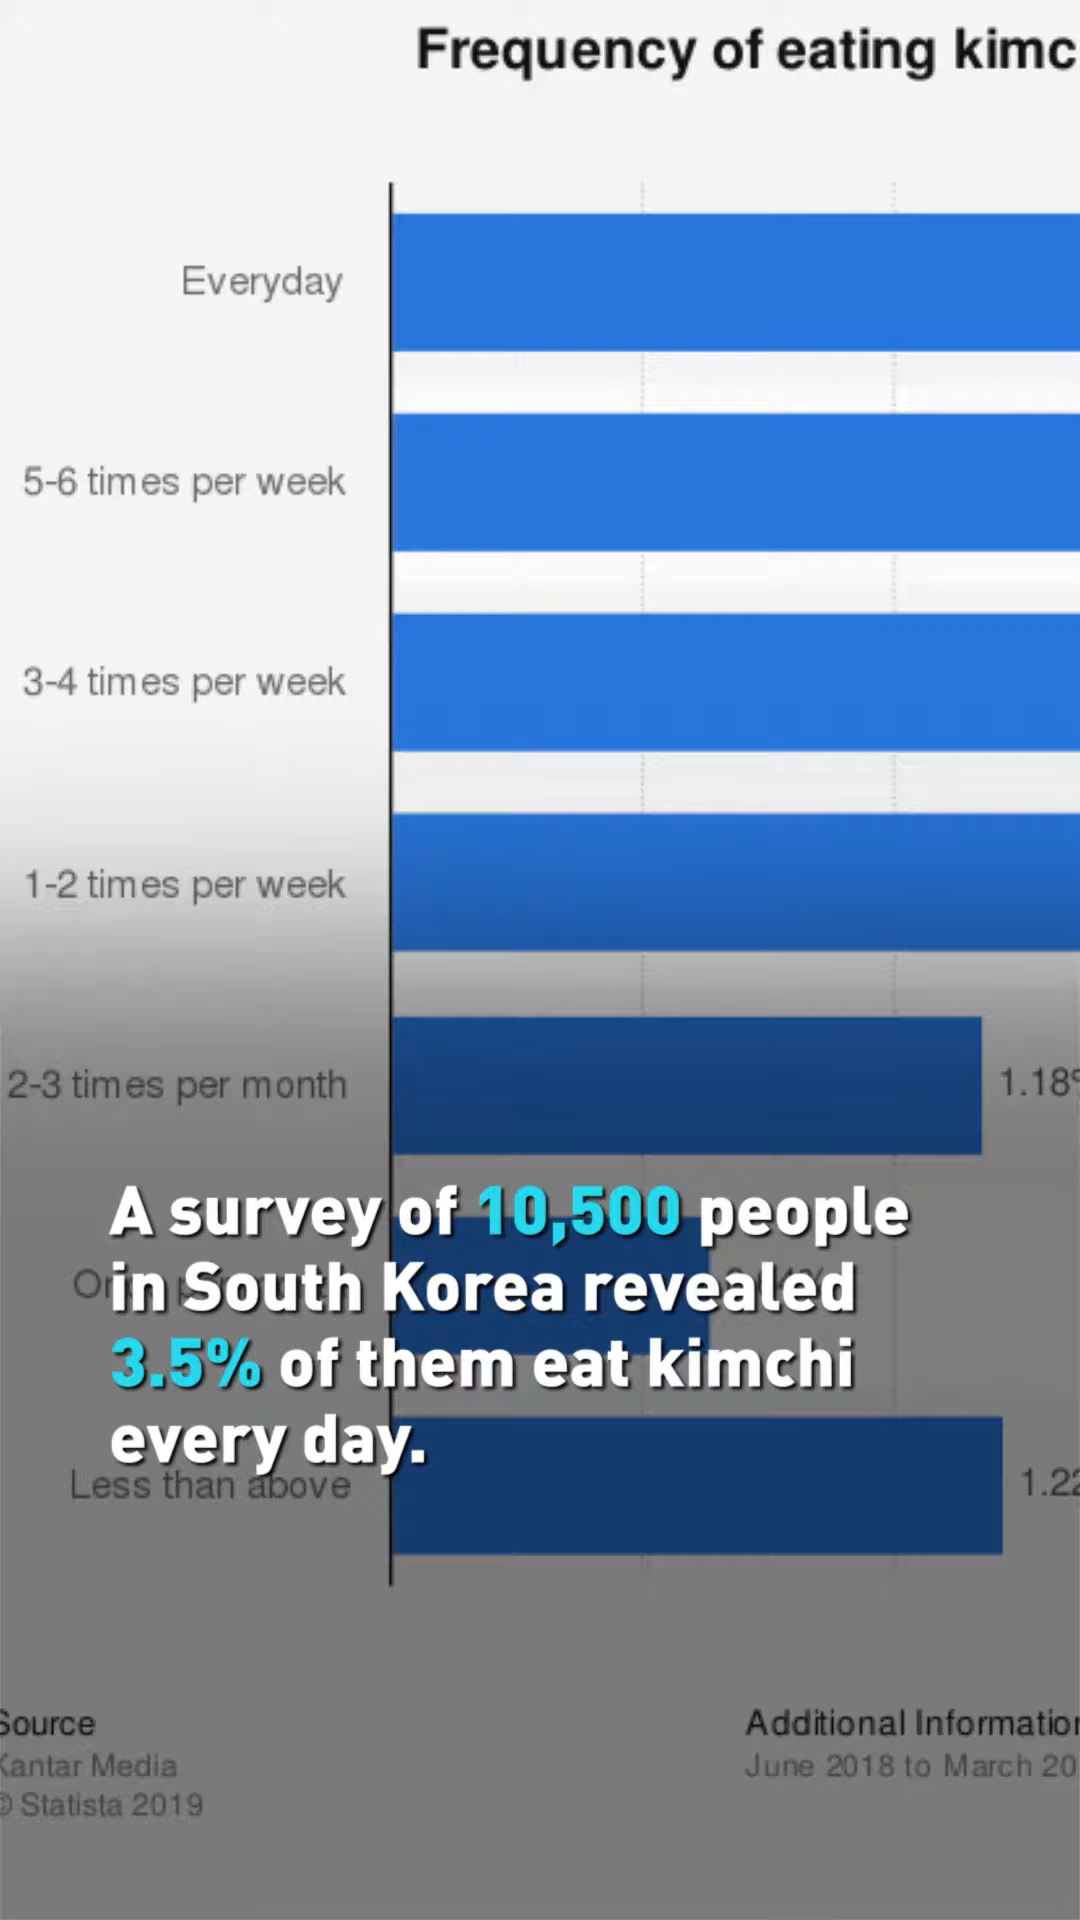 Frequency of eating kimc
Everyday
5-6 times per week
3-4 times per week
1-2 times per week
2-3 times per month
1.18%
A survey of 10,500 people
in South Korea revealed
3.5% of them eat kimchi
every day.
Less than above
1.22
Source
Kantar Media
© Statista 2019
Additional Information
June 2018 to March 20